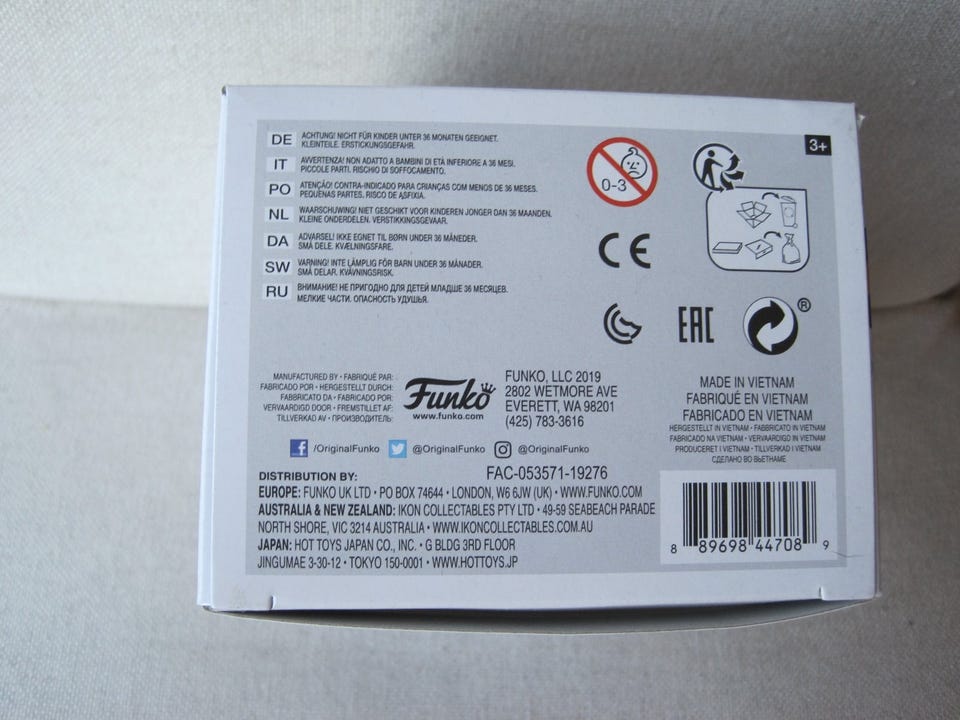 DE ACHTUNG! NICHT FÜR KINDER UNTER 36 MONATEN GEEIGNET.
KLEINTEILE. ERSTICKUNGSGEFAHR.
IT AVVERTENZA! NON ADATTO A BAMBINI DI ETÀ INFERIORE A 36 MESI.
PICCOLE PARTI. RISCHIO DI SOFFOCAMENTO.
PO ATENÇÃO! CONTRA-INDICADO PARA CRIANÇAS COM MENOS DE 36 MESES.
PEQUENAS PARTES. RISCO DE ASFIXIA.
NL WAARSCHUWING! NIET GESCHIKT VOOR KINDEREN JONGER DAN 36 MAANDEN.
KLEINE ONDERDELEN. VERSTIKKINGSGEVAAR.
DA ADVARSEL! IKKE EGNET TIL BØRN UNDER 36 MÅNEDER.
SMÅ DELE. KVÆLNINGSFARE.
SW VARNING! INTE LÄMPLIG FÖR BARN UNDER 36 MÅNADER.
SMÅ DELAR. KVÄVNINGSRISK.
RU ВНИМАНИЕ! НЕ ПРИГОДНО ДЛЯ ДЕТЕЙ МЛАДШЕ 36 МЕСЯЦЕВ.
МЕЛКИЕ ЧАСТИ. ОПАСНОСТЬ УДУШЬЯ.
0-3
3+
CE
EAC
®
MANUFACTURED BY • FABRIQUÉ PAR:
FABRICADO POR • HERGESTELLT DURCH:
FABBRICATO DA • FABRICADO POR:
VERVAARDIGD DOOR • FREMSTILLET AF:
TILLVERKAD AV • ПРОИЗВОДИТЕЛЬ:
Funko
www.funko.com
FUNKO, LLC 2019
2802 WETMORE AVE
EVERETT, WA 98201
(425) 783-3616
MADE IN VIETNAM
FABRIQUÉ EN VIETNAM
FABRICADO EN VIETNAM
HERGESTELLT IN VIETNAM • FABBRICATO IN VIETNAM
FABRICADO NA VIETNAM • VERVAARDIGD IN VIETNAM
PRODUCERET I VIETNAM • TILLVERKAD I VIETNAM
СДЕЛАНО ВО ВЬЕТНАМЕ
f /OriginalFunko @OriginalFunko @OriginalFunko
FAC-053571-19276
DISTRIBUTION BY:
EUROPE: FUNKO UK LTD • PO BOX 74644 • LONDON, W6 6JW (UK) • WWW.FUNKO.COM
AUSTRALIA & NEW ZEALAND: IKON COLLECTABLES PTY LTD • 49-59 SEABEACH PARADE
NORTH SHORE, VIC 3214 AUSTRALIA • WWW.IKONCOLLECTABLES.COM.AU
JAPAN: HOT TOYS JAPAN CO., INC. • G BLDG 3RD FLOOR
JINGUMAE 3-30-12 • TOKYO 150-0001 • WWW.HOTTOYS.JP
8 89698 44708 9